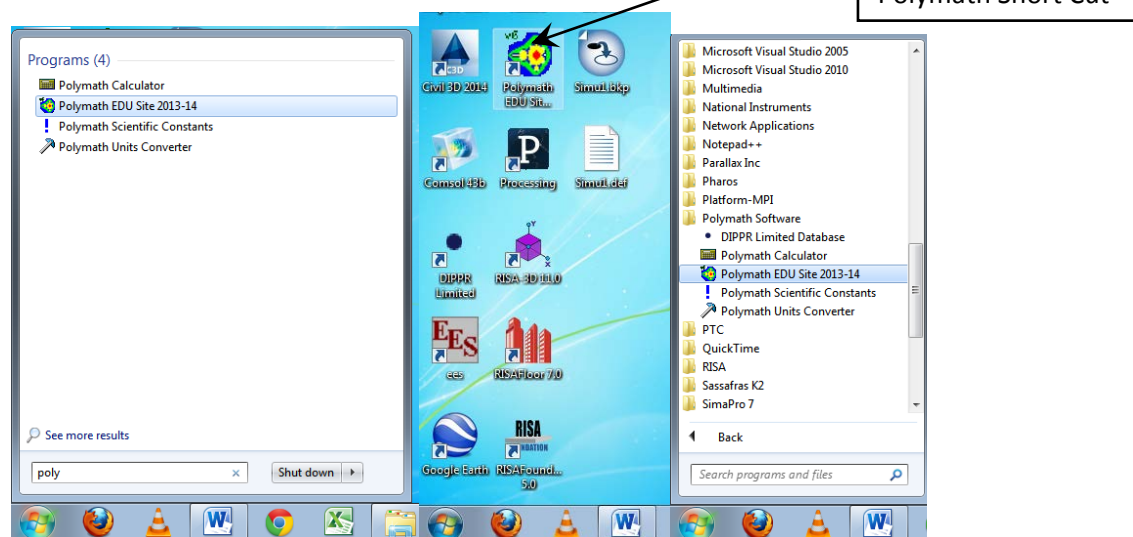 Polymath Short Cut
Programs (4)
Polymath Calculator
Polymath EDU Site 2013-14
Polymath Scientific Constants
Polymath Units Converter
See more results
poly
Shut down
v6
C3D
Civil 3D 2014
Polymath EDU Sit...
Simu1.bkp
Comsol 43b
P
Processing
Simu1.def
DIPPR Limited
Y
X
RISA-3D 11.0
EES
ees
RISAFloor 7.0
Google Earth
RISA
NDATION
RISAFound... 5.0
W
Microsoft Visual Studio 2005
Microsoft Visual Studio 2010
Multimedia
National Instruments
Network Applications
Notepad++
Parallax Inc
Pharos
Platform-MPI
Polymath Software
DIPPR Limited Database
Polymath Calculator
Polymath EDU Site 2013-14
Polymath Scientific Constants
Polymath Units Converter
PTC
QuickTime
RISA
Sassafras K2
SimaPro 7
Back
Search programs and files
W
W